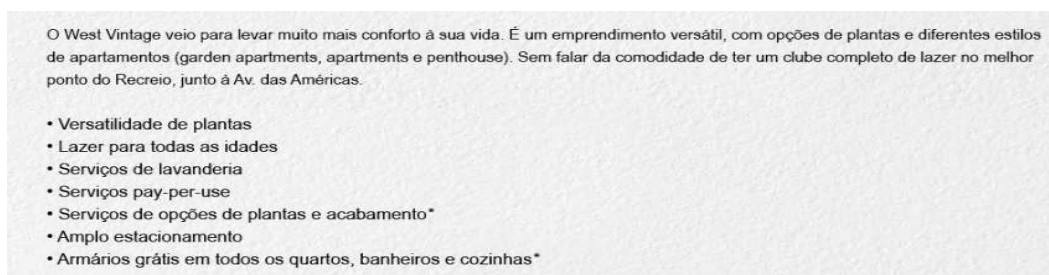 O West Vintage veio para levar muito mais conforto à sua vida. É um emprendimento versátil, com opções de plantas e diferentes estilos
de apartamentos (garden apartments, apartments e penthouse). Sem falar da comodidade de ter um clube completo de lazer no melhor
ponto do Recreio, junto à Av. das Américas.
• Versatilidade de plantas
• Lazer para todas as idades
• Serviços de lavanderia
• Serviços pay-per-use
• Serviços de opções de plantas e acabamento*
• Amplo estacionamento
• Armários grátis em todos os quartos, banheiros e cozinhas*